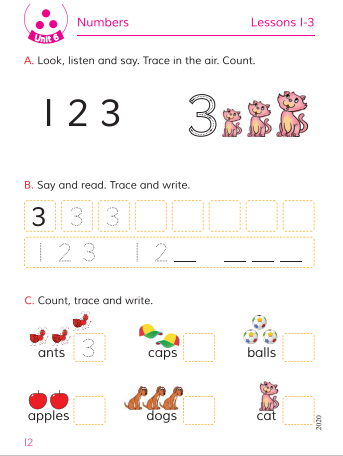 Unit 6
Numbers Lessons 1-3
A. Look, listen and say. Trace in the air. Count.
1 2 3 3
B. Say and read. Trace and write.
3 3 3
1 2 3 1 2 __ __ __ __
C. Count, trace and write.
ants 3 caps balls
apples dogs cat
2020
12